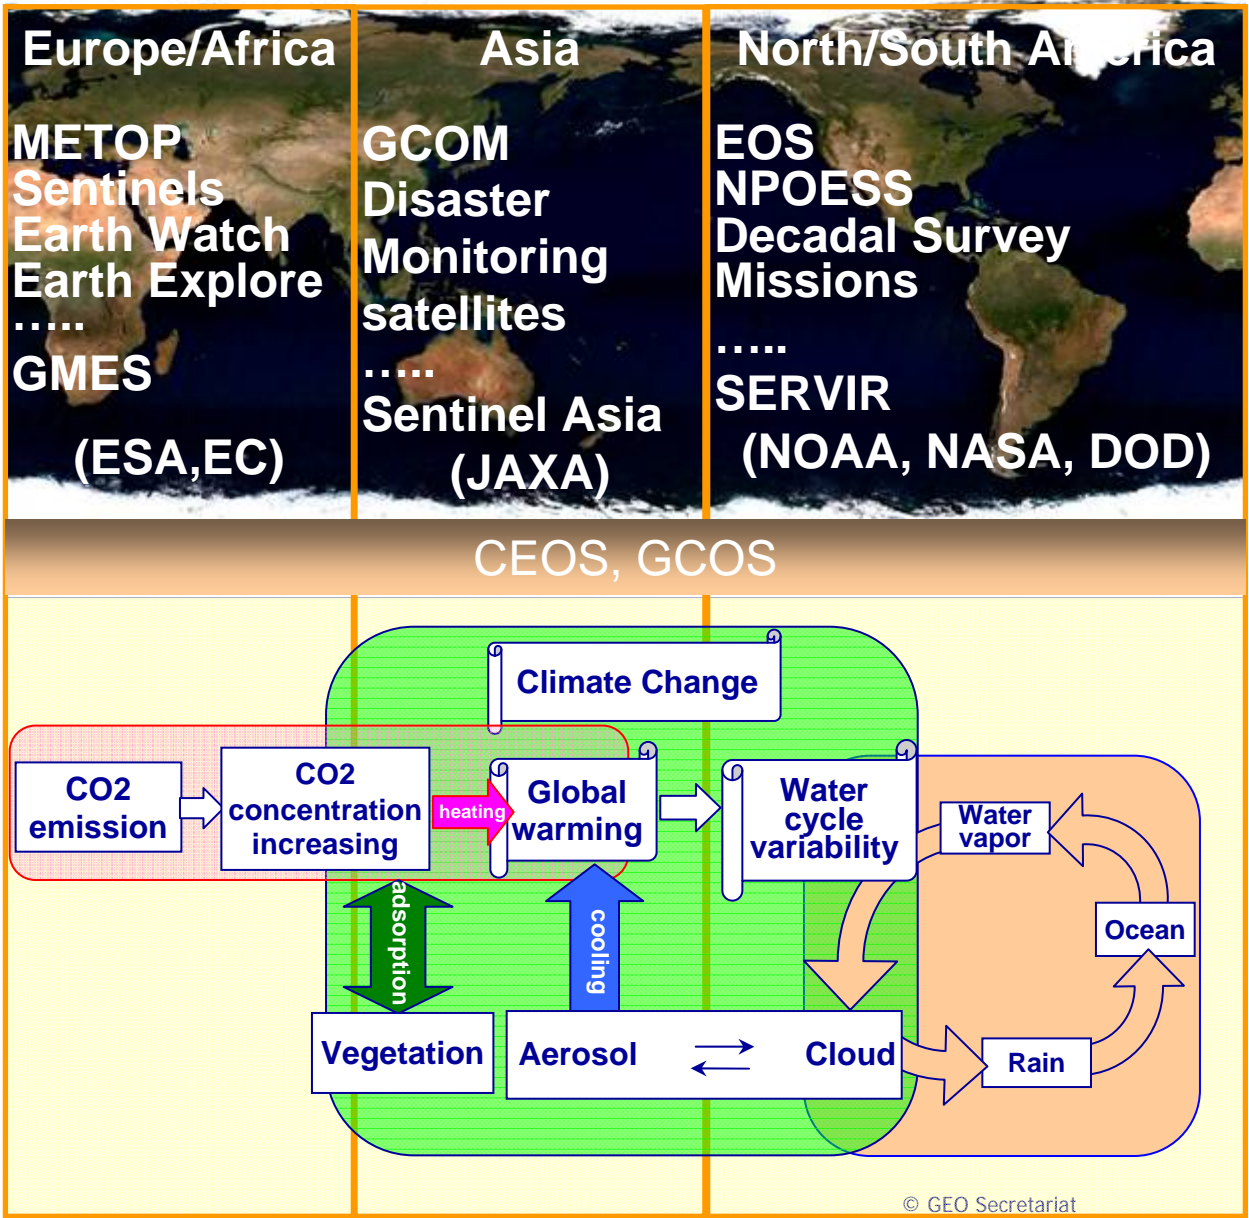 Europe/Africa
METOP
Sentinels
Earth Watch
Earth Explore
.....
GMES
(ESA,EC)
Asia
GCOM
Disaster
Monitoring
satellites
.....
Sentinel Asia
(JAXA)
North/South America
EOS
NPOESS
Decadal Survey
Missions
.....
SERVIR
(NOAA, NASA, DOD)
CEOS, GCOS
Climate Change
CO2
emission
CO2
concentration
increasing
heating
Global
warming
Water
cycle
variability
Water
vapor
adsorption
cooling
Ocean
Vegetation
Aerosol
Cloud
Rain
© GEO Secretariat